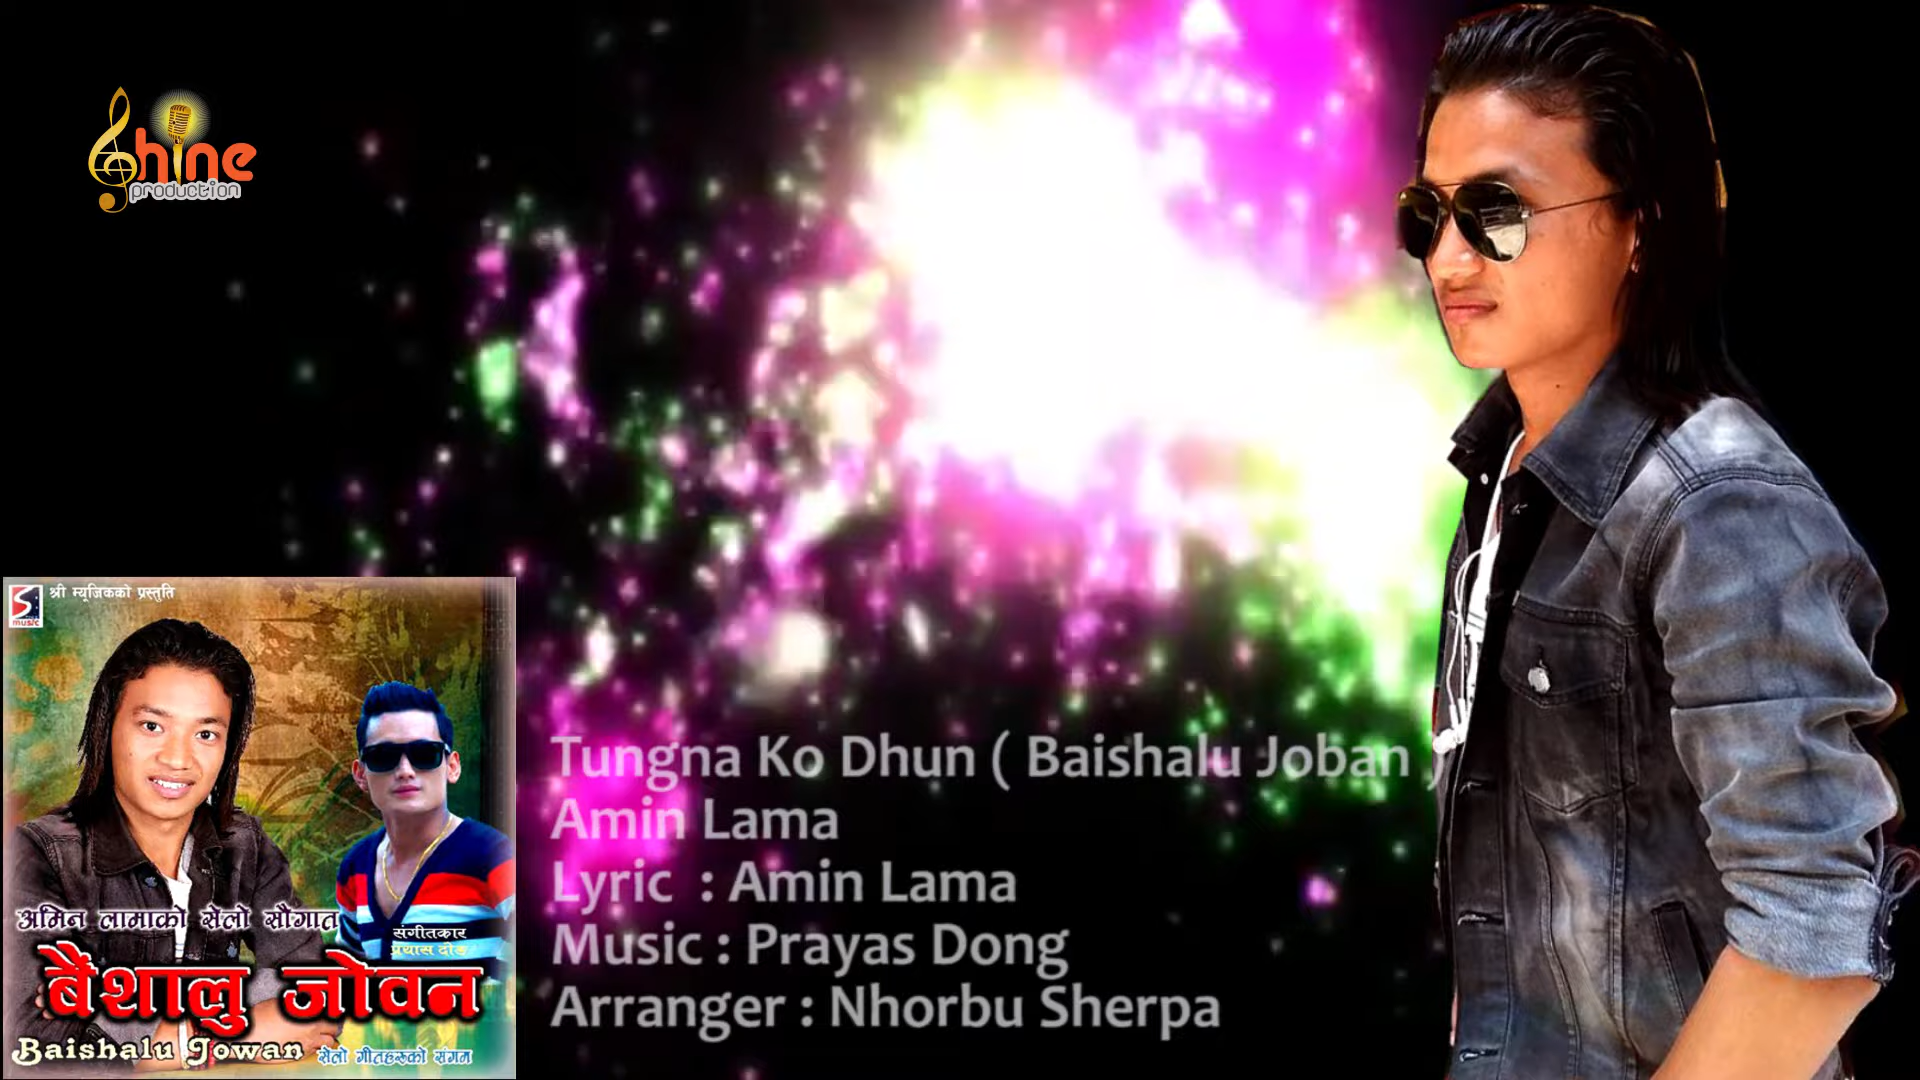 Shine
production
श्री म्यूजिकको प्रस्तुति
S
music
अमिन लामाको सेलो सौगात
संगीतकार
प्रयास दोङ
बैशालु जोवन
Baishalu Jowan
सेलो गीतहरुको संगम
Tungna Ko Dhun ( Baishalu Joban )
Amin Lama
Lyric : Amin Lama
Music : Prayas Dong
Arranger : Nhorbu Sherpa